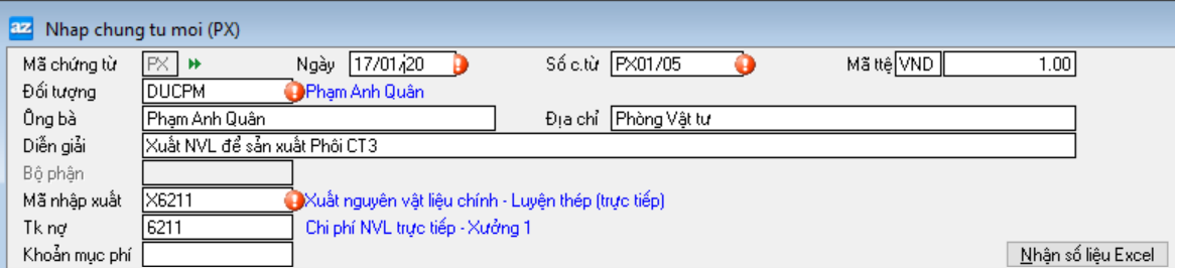 az Nhap chung tu moi (PX)
Mã chứng từ PX Ngày 17/01/20 Số c.từ PX01/05 Mã ttệ VND 1.00
Đối tượng DUCPM Phạm Anh Quân
Ông bà Phạm Anh Quân Địa chỉ Phòng Vật tư
Diễn giải Xuất NVL để sản xuất Phôi CT3
Bộ phận
Mã nhập xuất X6211 Xuất nguyên vật liệu chính - Luyện thép (trực tiếp)
Tk nợ 6211 Chi phí NVL trực tiếp - Xưởng 1
Khoản mục phí Nhận số liệu Excel